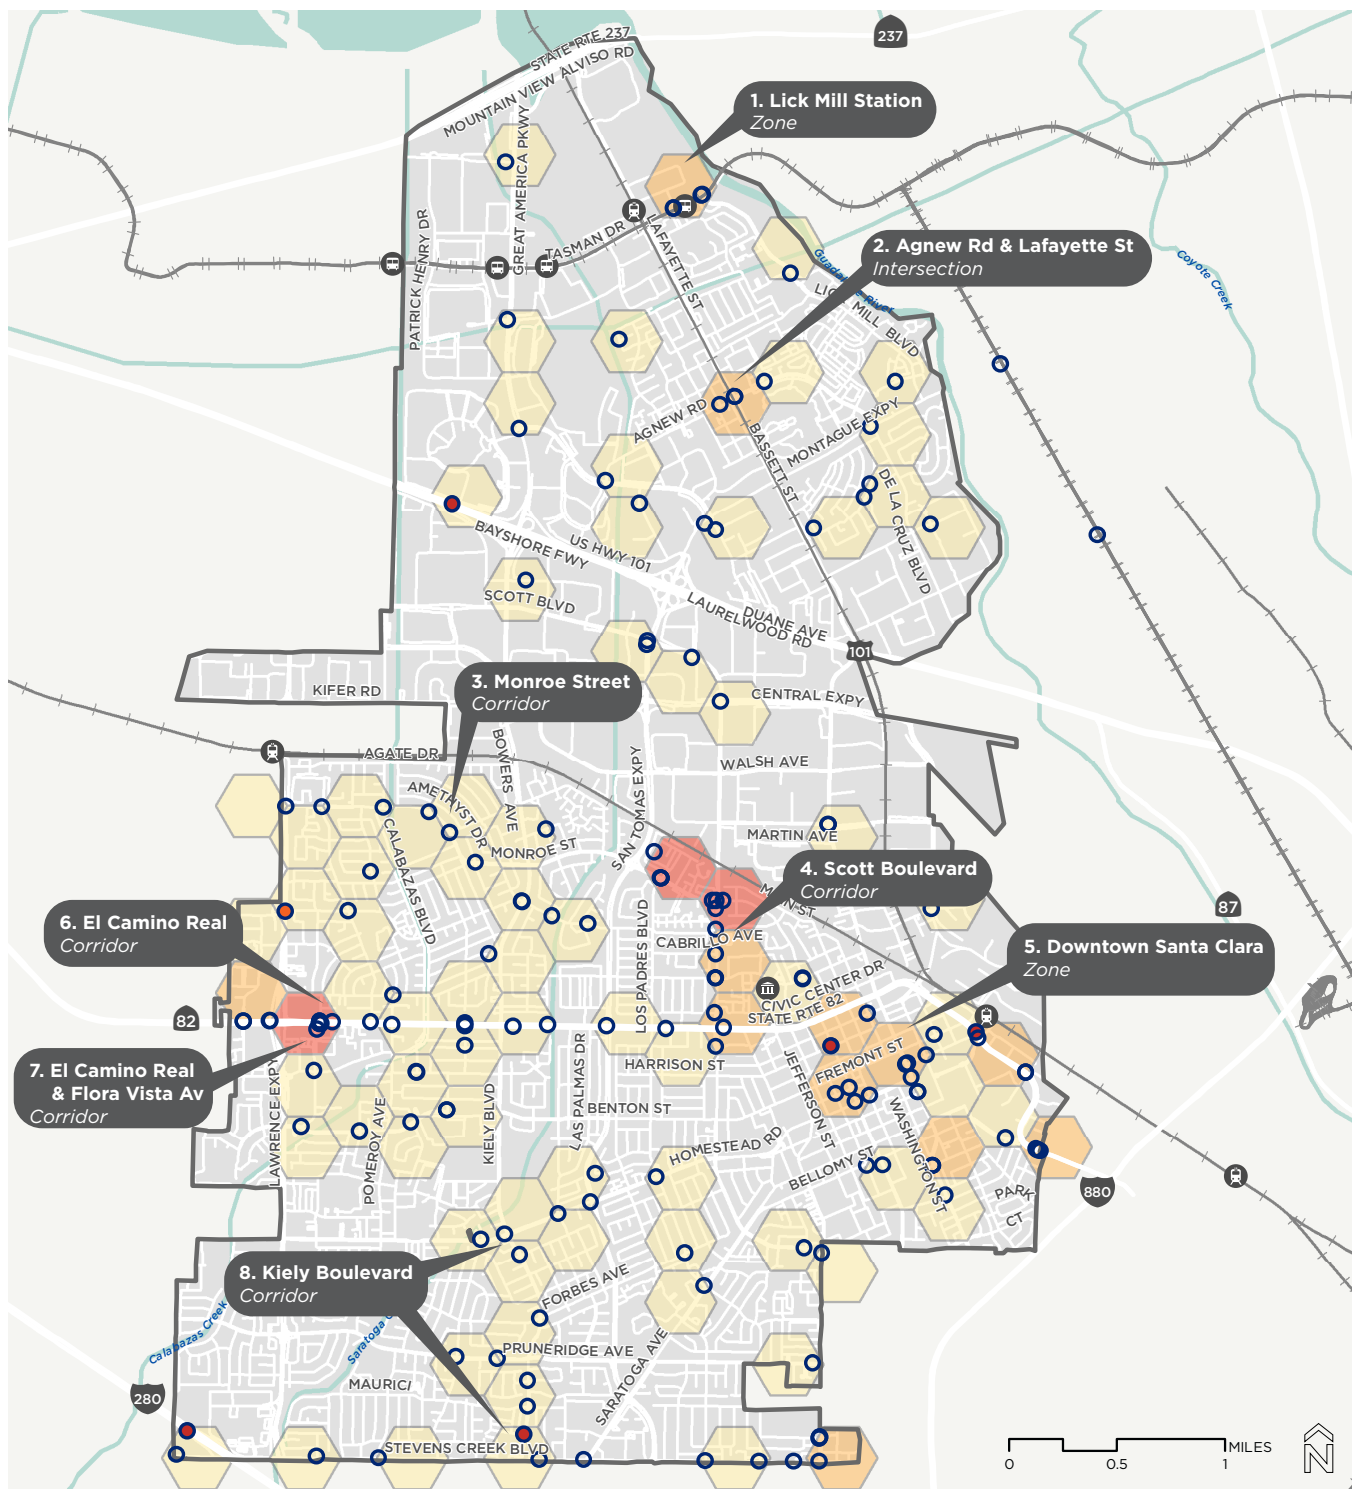 STATE RTE 237
237
MOUNTAIN VIEW ALVISO RD
1. Lick Mill Station
Zone
GREAT AMERICA PKWY
PATRICK HENRY DR
TASMAN DR
LAFAYETTE ST
2. Agnew Rd & Lafayette St
Intersection
Coyote Creek
LICK MILL BLVD
AGNEW RD
MONTAGUE EXPY
BASSETT ST
DE LA CRUZ BLVD
BAYSHORE FWY
US HWY 101
SCOTT BLVD
LAURELWOOD RD
DUANE AVE
101
KIFER RD
3. Monroe Street
Corridor
CENTRAL EXPY
AGATE DR
BOWERS AVE
WALSH AVE
SAN TOMAS EXPY
AMETHYST DR
CALABAZAS BLVD
MONROE ST
MARTIN AVE
4. Scott Boulevard
Corridor
87
6. El Camino Real
Corridor
LOS PADRES BLVD
CABRILLO AVE
5. Downtown Santa Clara
Zone
CIVIC CENTER DR
STATE RTE 82
82
HARRISON ST
FREMONT ST
JEFFERSON ST
7. El Camino Real
& Flora Vista Av
Corridor
LAWRENCE EXPY
POMEROY AVE
KIELY BLVD
LAS PALMAS DR
BENTON ST
HOMESTEAD RD
BELLOMY ST
WASHINGTON ST
PARK
CT
880
8. Kiely Boulevard
Corridor
FORBES AVE
Calabazas Creek
Saratoga
PRUNERIDGE AVE
SARATOGA AVE
MAURICI
280
STEVENS CREEK BLVD
MILES
0 0.5 1
N